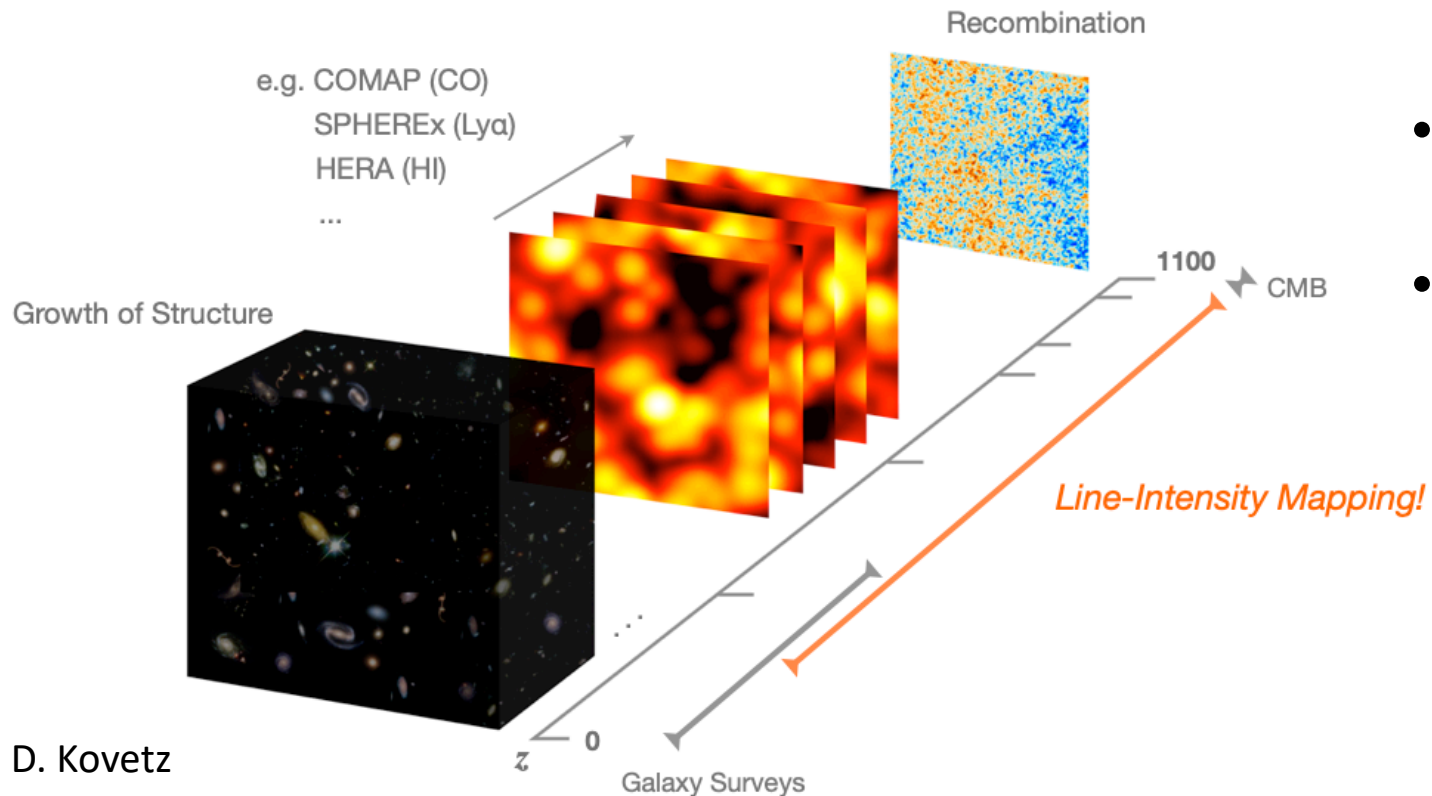 Recombination
e.g. COMAP (CO)
SPHEREx (Lyα)
HERA (HI)
...
1100
CMB
•
•
Growth of Structure
Line-Intensity Mapping!
...
0
z
D. Kovetz
Galaxy Surveys